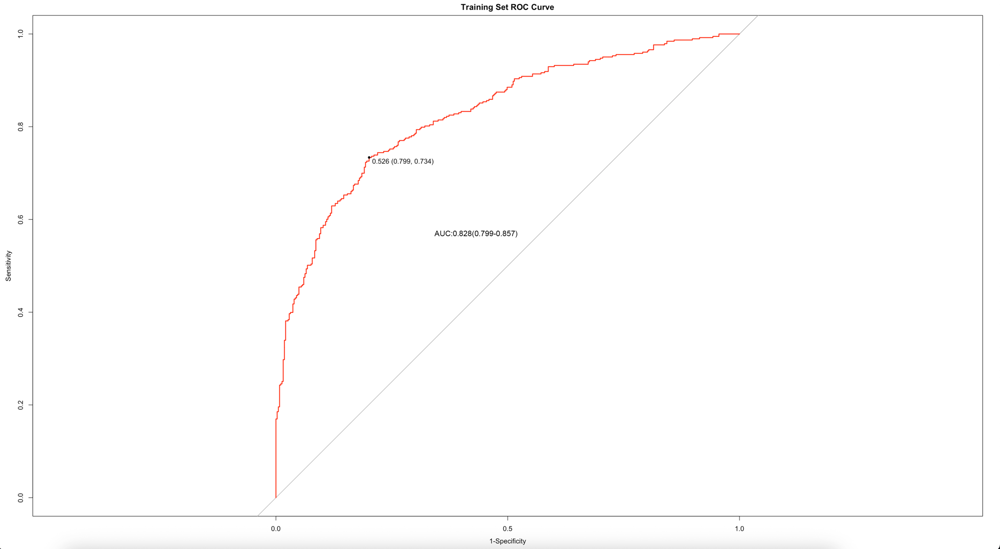 Training Set ROC Curve
1.0
0.8
0.6
0.4
0.2
0.0
Sensitivity
0.526 (0.799, 0.734)
AUC:0.828(0.799-0.857)
0.0 0.5 1.0
1-Specificity